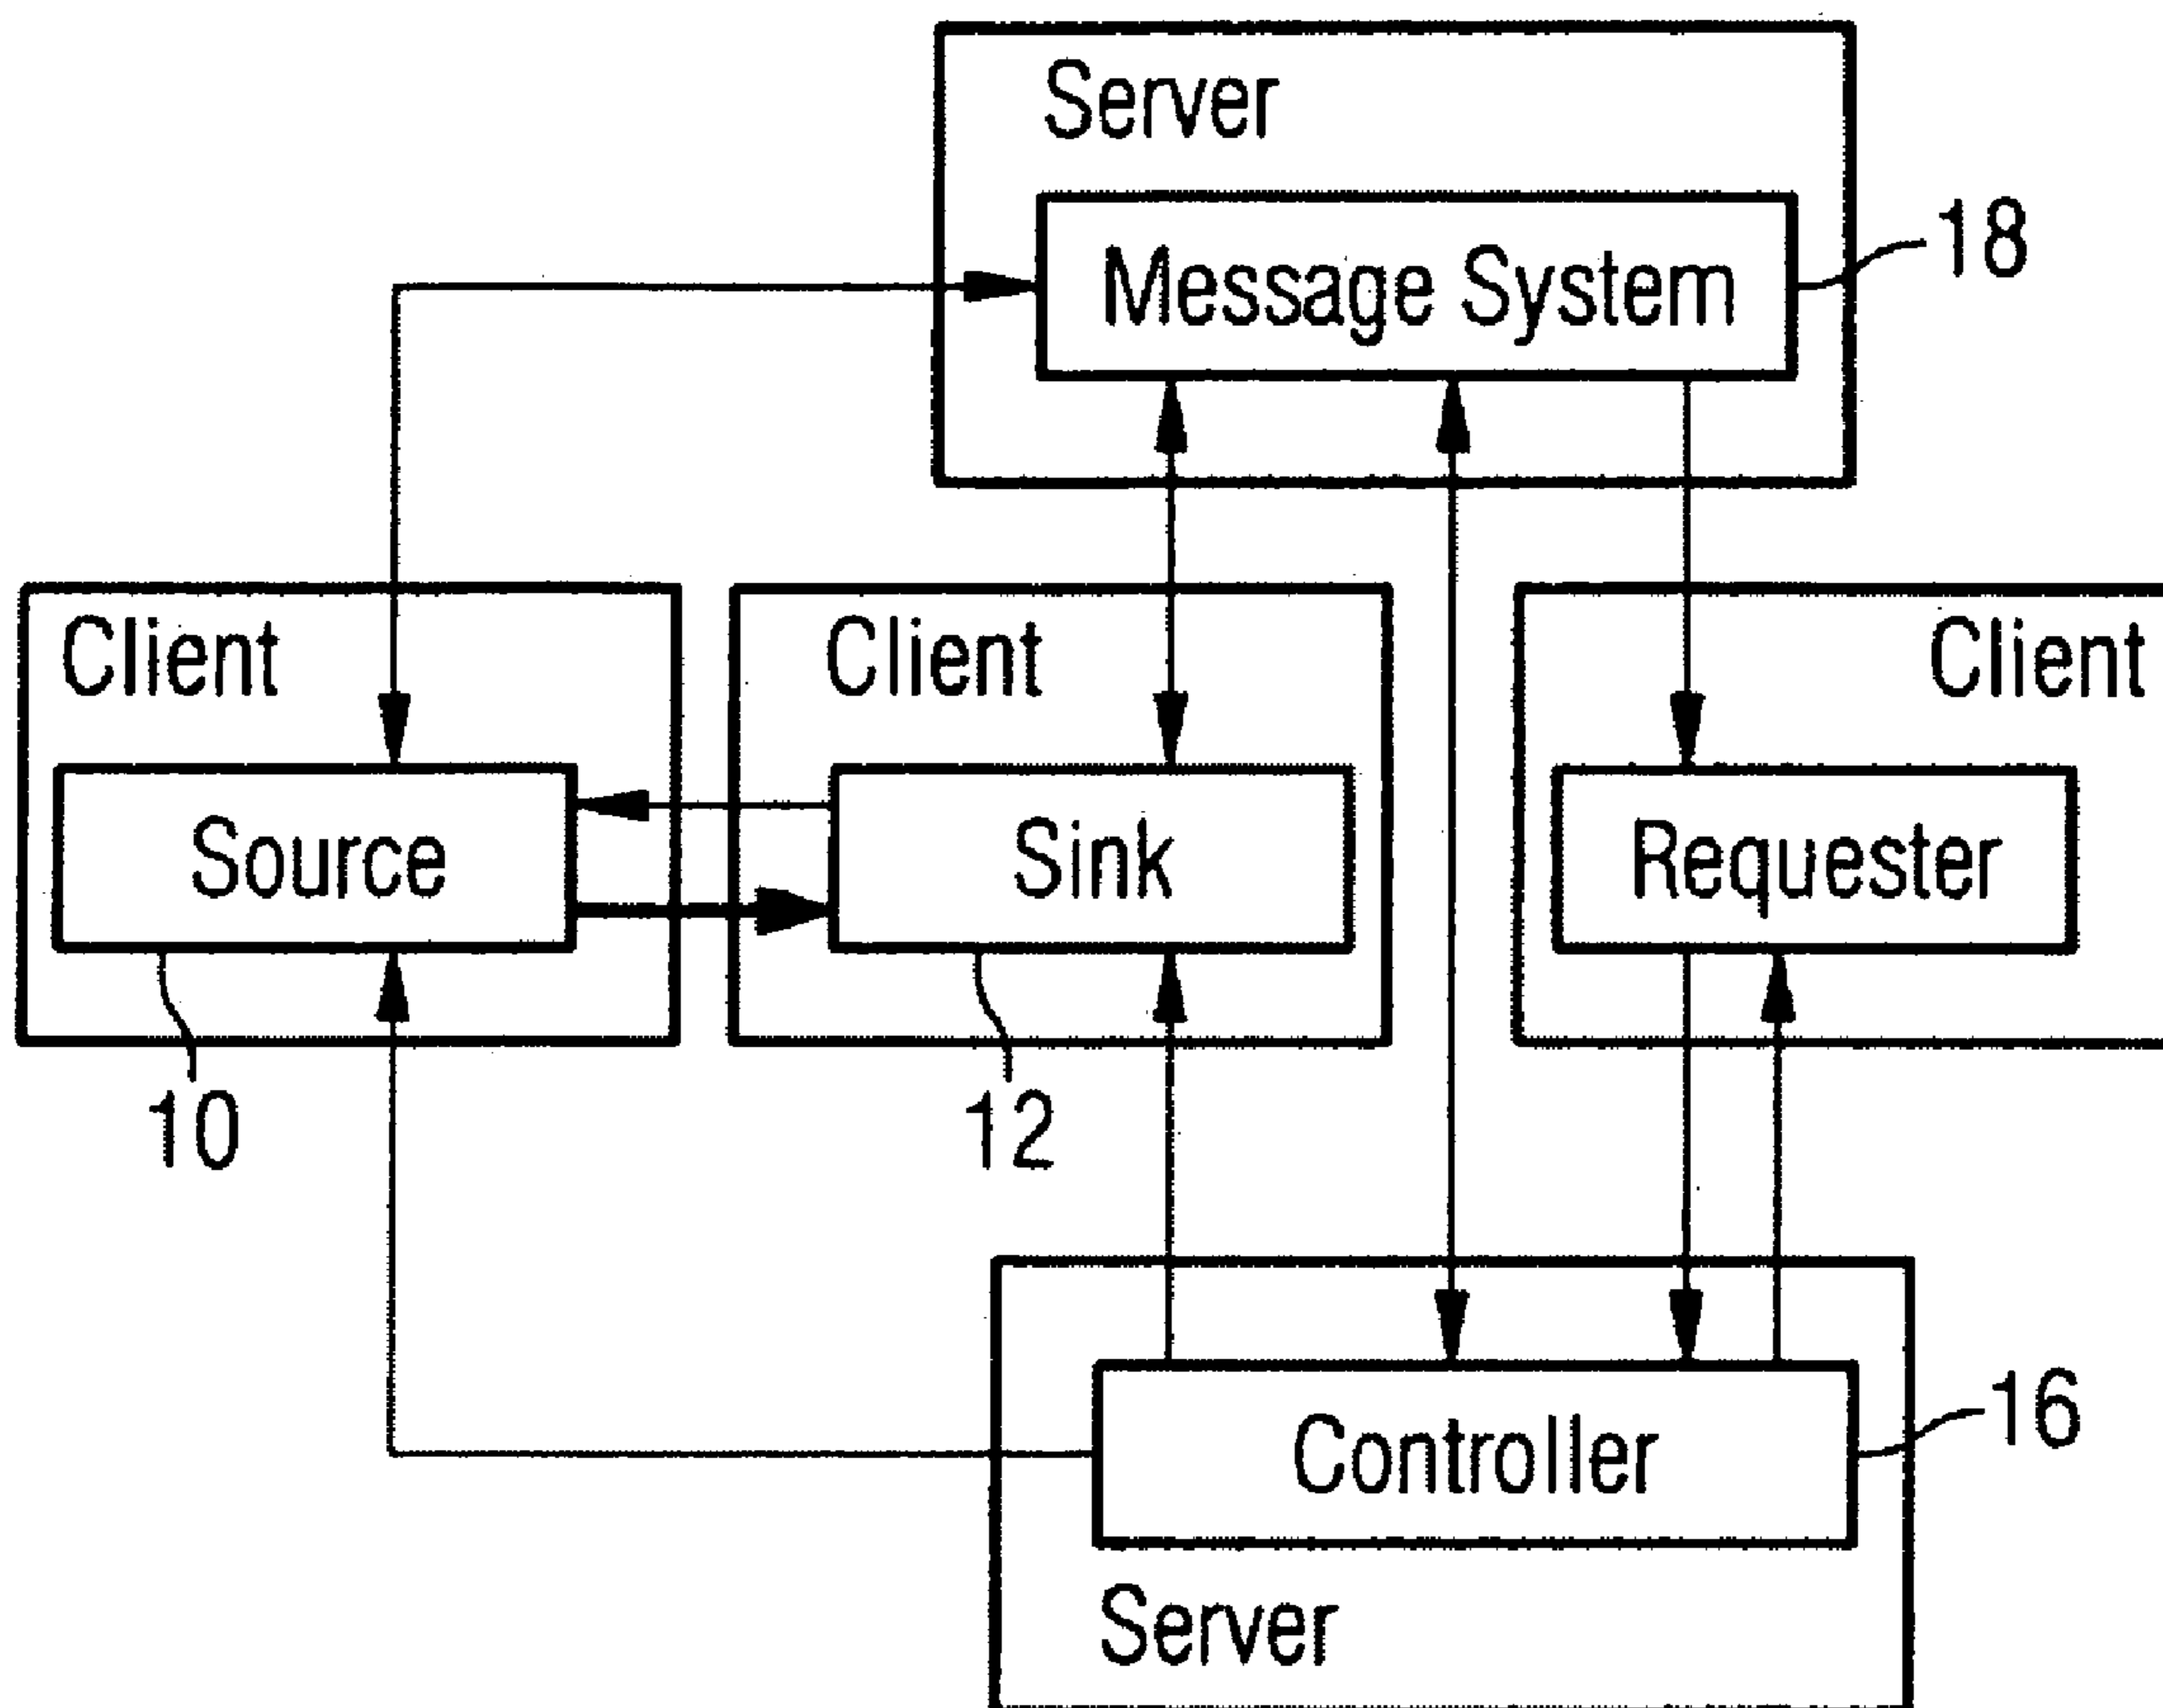 Server
Message System
18
Client
Client
Client
Source
Sink
Requester
10
12
Controller
16
Server